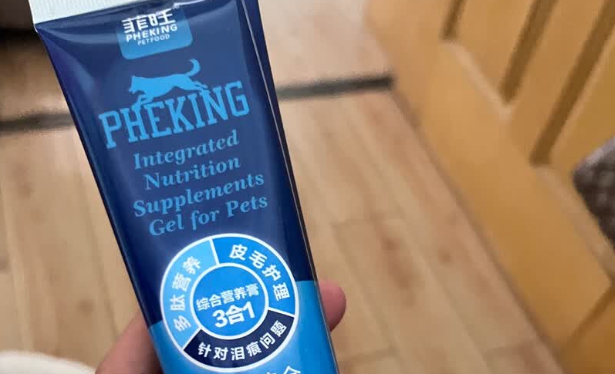 菲旺
PHEKING
PETFOOD
PHEKING
Integrated
Nutrition
Supplements
Gel for Pets
多肽营养
皮毛护理
综合营养膏
3合1
针对泪痕问题